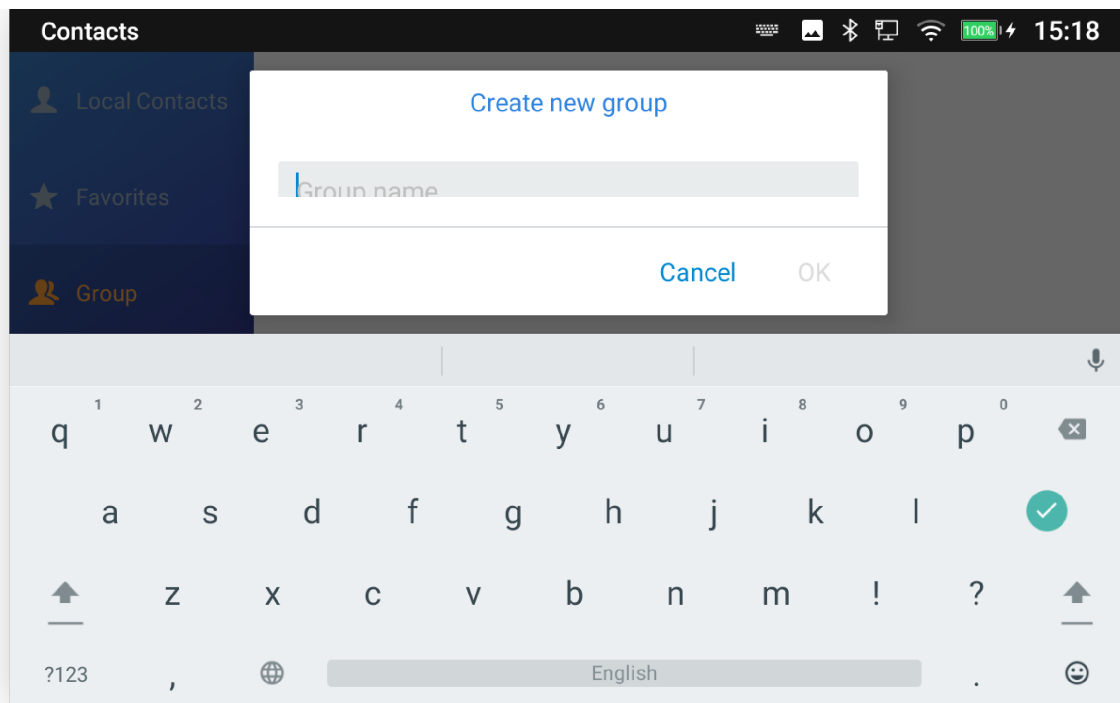 Contacts
100%
15:18
Local Contacts
Favorites
Group
Create new group
Group name
Cancel
OK
1 2 3 4 5 6 7 8 9 0
q w e r t y u i o p
a s d f g h j k l
z x c v b n m ! ?
?123 , English .